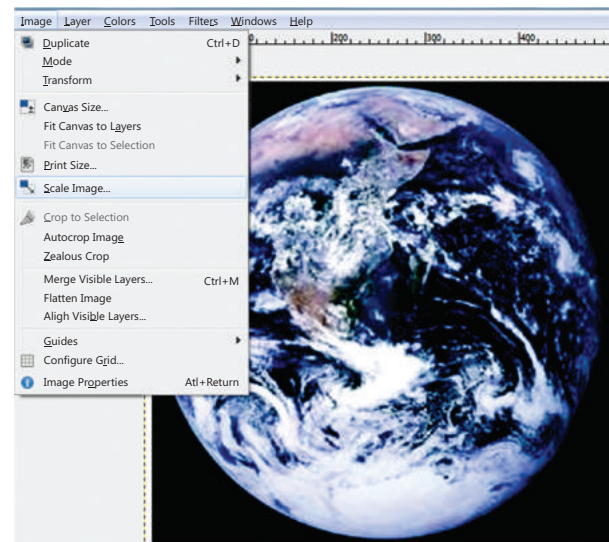 Image Layer Colors Tools Filters Windows Help
Duplicate Ctrl+D
Mode
Transform
Canvas Size...
Fit Canvas to Layers
Fit Canvas to Selection
Print Size...
Scale Image...
Crop to Selection
Autocrop Image
Zealous Crop
Merge Visible Layers... Ctrl+M
Flatten Image
Aligh Visible Layers...
Guides
Configure Grid...
Image Properties Atl+Return
200 300 400